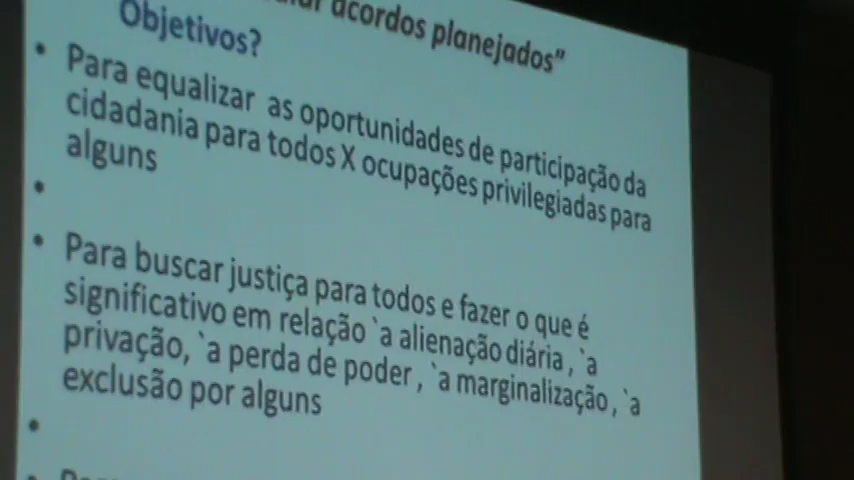 acordos planejados”
Objetivos?
• Para equalizar as oportunidades de participação da
cidadania para todos X ocupações privilegiadas para
alguns
•
• Para buscar justiça para todos e fazer o que é
significativo em relação `a alienação diária , `a
privação, `a perda de poder , `a marginalização , `a
exclusão por alguns
•
•